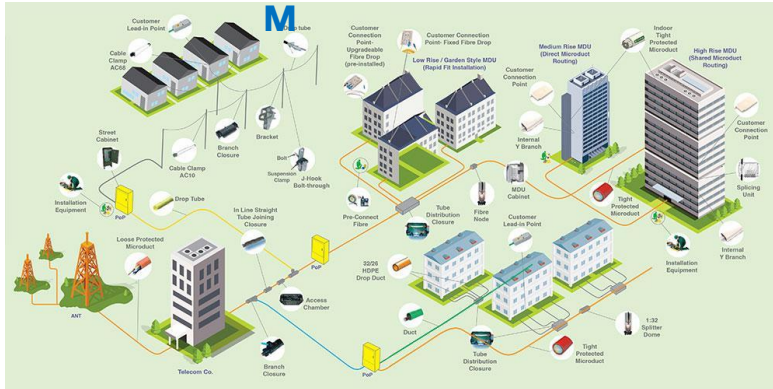 M
Customer
Lead-in Point
tube
Cable
Clamp
AC66
Customer
Connection
Point-
Upgradeable
Fibre Drop
(pre-installed)
Customer Connection
Point- Fixed Fibre Drop
Low Rise / Garden Style MDU
(Rapid Fit Installation)
Medium Rise MDU
(Direct Microduct
Routing)
Indoor
Tight
Protected
Microduct
High Rise MDU
(Shared Microduct
Routing)
Customer
Connection
Point
Customer
Connection
Point
Street
Cabinet
Cable Clamp
AC10
Branch
Closure
Bracket
Bolt
Suspension
Clamp
J-Hook
Bolt-through
Internal
Y Branch
Splicing
Unit
Installation
Equipment
PoP
Drop Tube
In Line Straight
Tube Joining
Closure
Pre-Connect
Fibre
Tube
Distribution
Closure
Fibre
Node
MDU
Cabinet
Tight
Protected
Microduct
Internal
Y Branch
Installation
Equipment
Loose Protected
Microduct
PoP
Customer
Lead-in Point
32/26
HDPE
Drop Duct
ANT
Access
Chamber
Duct
Telecom Co.
Branch
Closure
PoP
Tube
Distribution
Closure
Tight
Protected
Microduct
1:32
Splitter
Dome